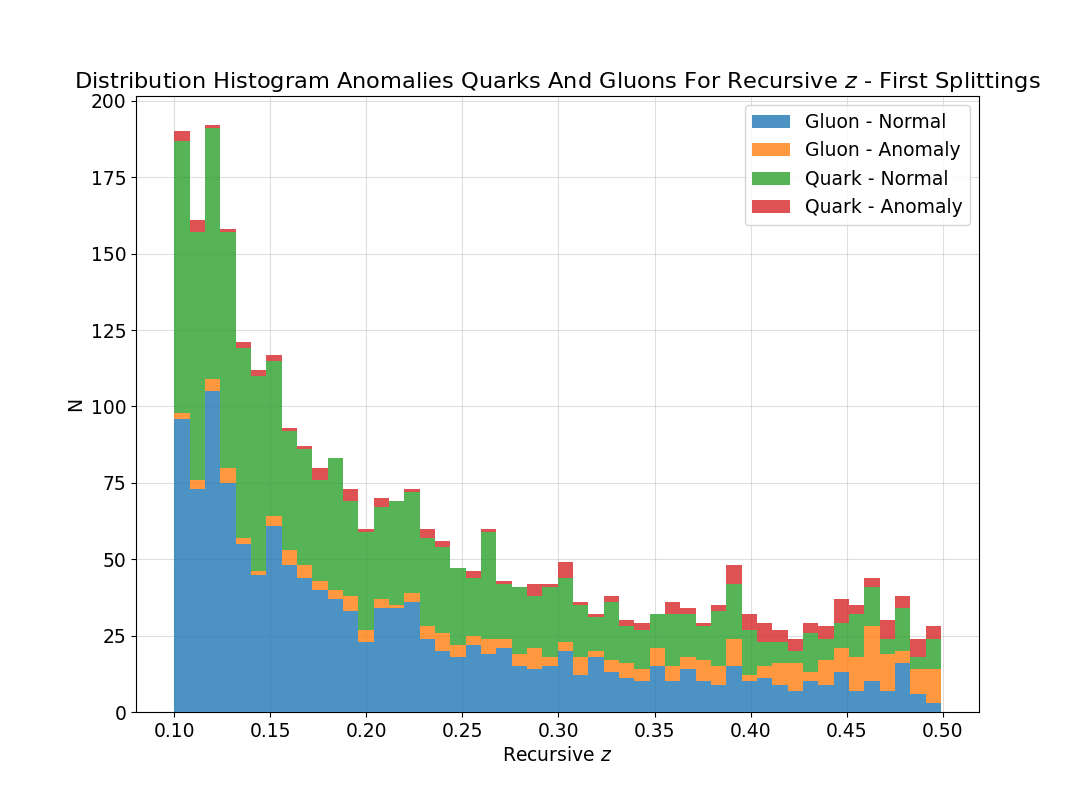 Distribution Histogram Anomalies Quarks And Gluons For Recursive z - First Splittings
Gluon - Normal
Gluon - Anomaly
Quark - Normal
Quark - Anomaly
N
200
175
150
125
100
75
50
25
0
0.10 0.15 0.20 0.25 0.30 0.35 0.40 0.45 0.50
Recursive z